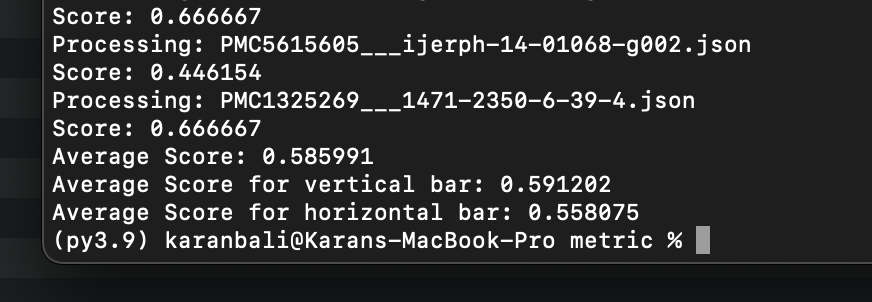 Score: 0.666667
Processing: PMC5615605___ijerph-14-01068-g002.json
Score: 0.446154
Processing: PMC1325269___1471-2350-6-39-4.json
Score: 0.666667
Average Score: 0.585991
Average Score for vertical bar: 0.591202
Average Score for horizontal bar: 0.558075
(py3.9) karanbali@Karans-MacBook-Pro metric %